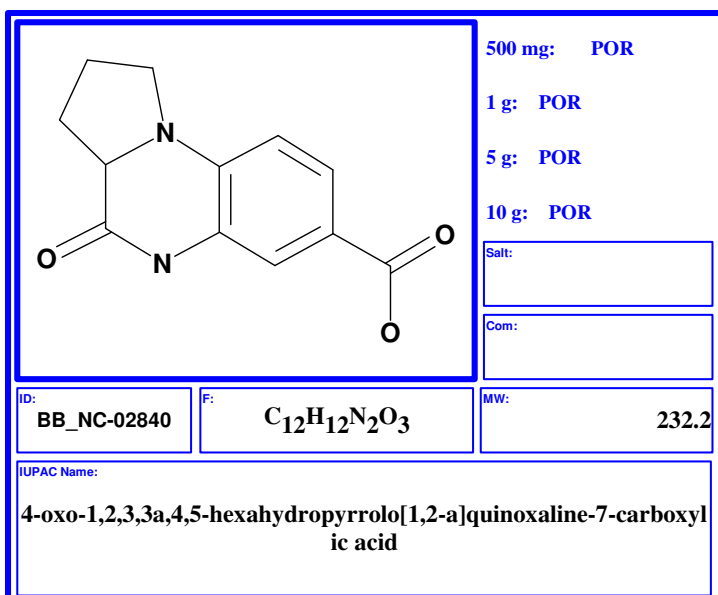 500 mg: POR
1 g: POR
5 g: POR
10 g: POR
N
O
N
O
O
Salt:
Com:
ID:
BB_NC-02840
F:
C12H12N2O3
MW:
232.2
IUPAC Name:
4-oxo-1,2,3,3a,4,5-hexahydropyrrolo[1,2-a]quinoxaline-7-carboxyl
ic acid